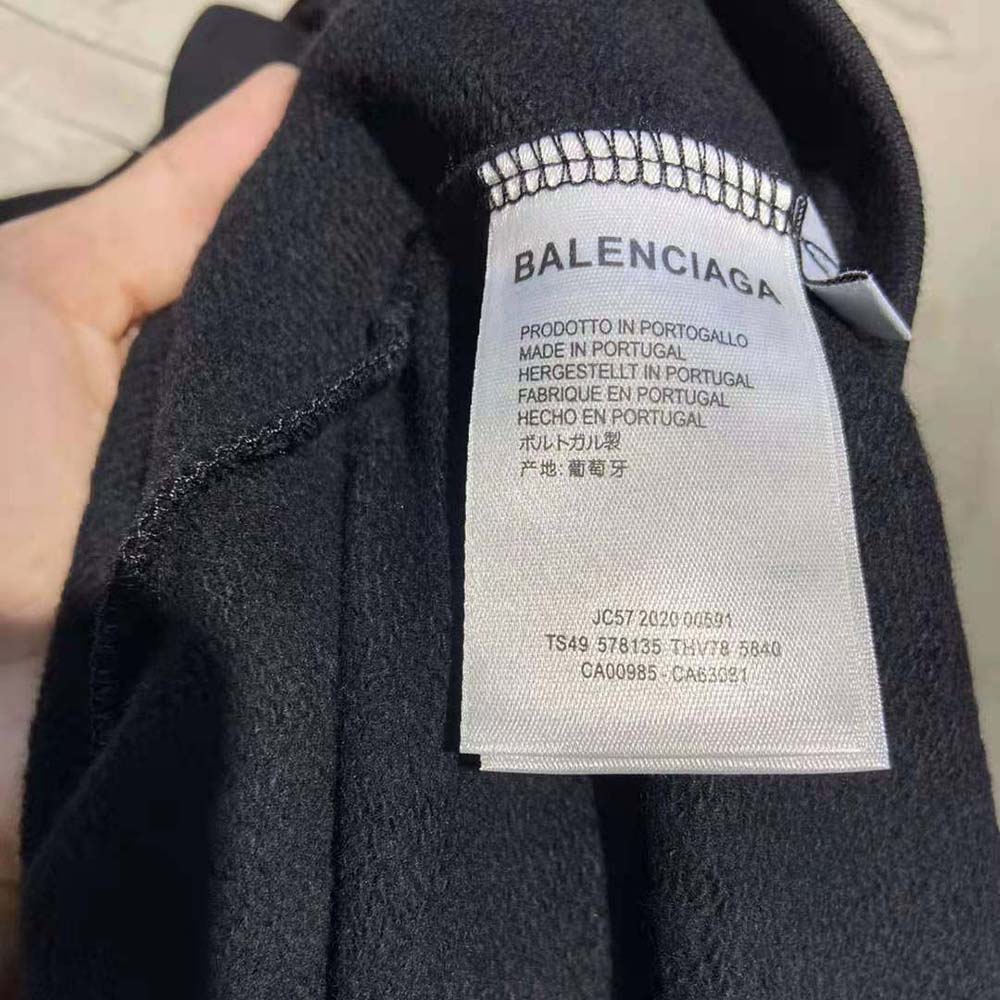 BALENCIAGA
PRODOTTO IN PORTOGALLO
MADE IN PORTUGAL
HERGESTELLT IN PORTUGAL
FABRIQUE EN PORTUGAL
HECHO EN PORTUGAL
ポルトガル製
产地: 葡萄牙
JC57 2020 00591
TS49 578135 THV78 5840
CA00985 - CA63081